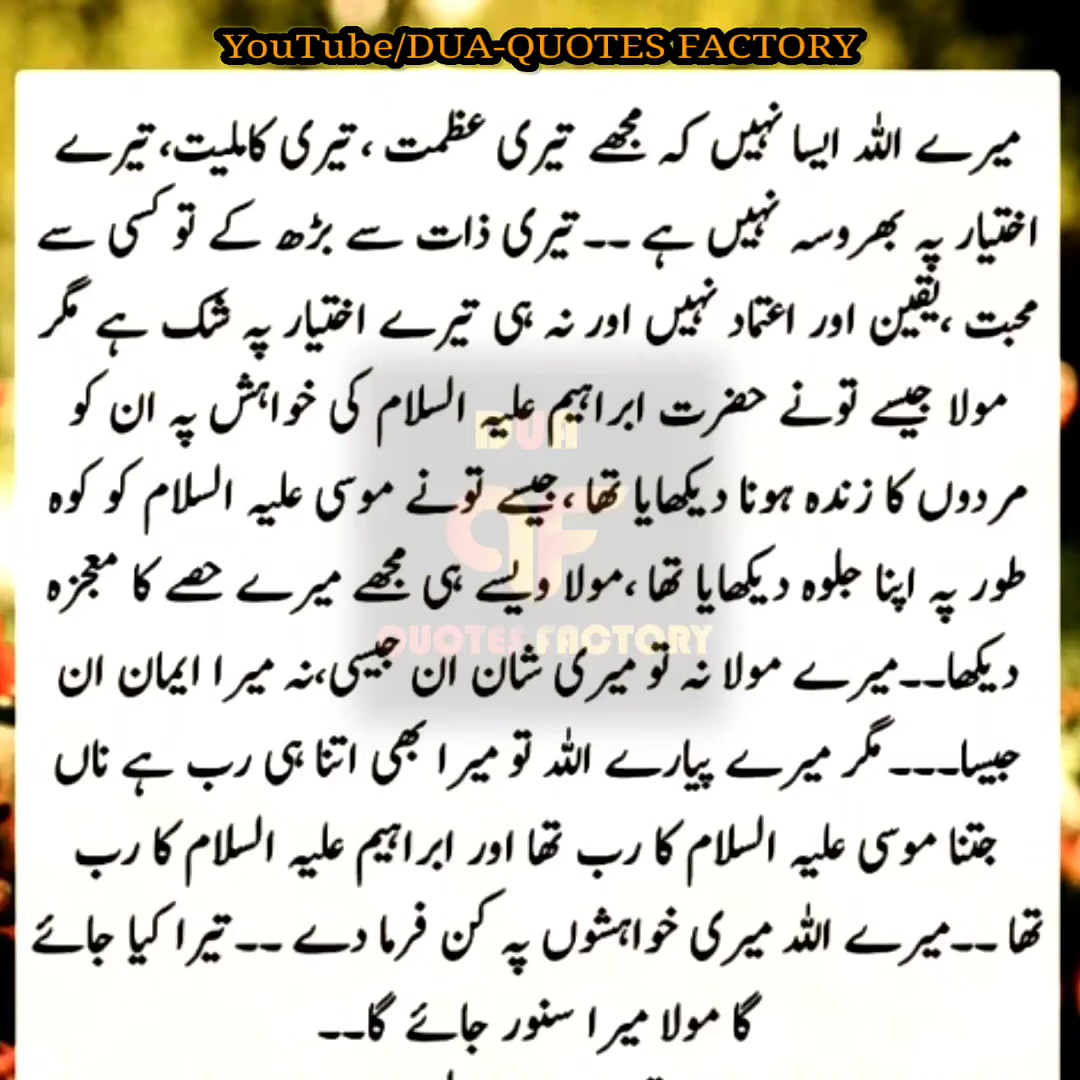 YouTube/DUA-QUOTES FACTORY
میرے اللہ ایسا نہیں کہ مجھے تیری عظمت ، تیری کاملیت، تیرے
اختیار پہ بھروسہ نہیں ہے ۔۔ تیری ذات سے بڑھ کے تو کسی سے
محبت ،یقین اور اعتماد نہیں اور نہ ہی تیرے اختیار پہ شک ہے مگر
مولا جیسے تونے حضرت ابراہیم علیہ السلام کی خواہش پہ ان کو
مردوں کا زندہ ہونا دیکھایا تھا ،جیسے تونے موسی علیہ السلام کو کوہ
طور پہ اپنا جلوہ دیکھایا تھا ،مولا ویسے ہی مجھے میرے حصے کا معجزہ
دیکھا۔۔میرے مولا نہ تو میری شان ان جیسی،نہ میرا ایمان ان
جیسا۔۔۔مگر میرے پیارے اللہ تو میرا بھی اتنا ہی رب ہے ناں
جتنا موسی علیہ السلام کا رب تھا اور ابراہیم علیہ السلام کا رب
تھا ۔۔میرے اللہ میری خواہشوں پہ کن فرما دے ۔۔ تیرا کیا جائے
گا مولا میرا سنور جائے گا۔۔
DUA
QF
QUOTES FACTORY